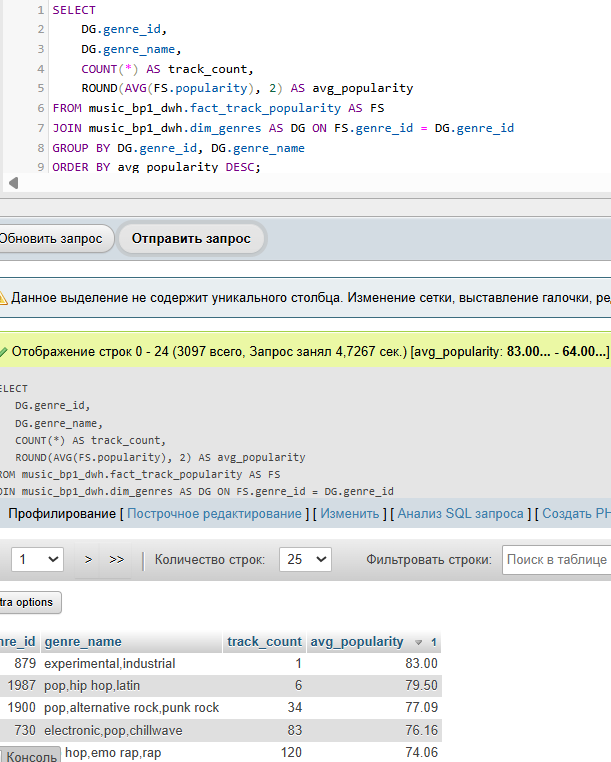 1 SELECT
2 DG.genre_id,
3 DG.genre_name,
4 COUNT(*) AS track_count,
5 ROUND(AVG(FS.popularity), 2) AS avg_popularity
6 FROM music_bp1_dwh.fact_track_popularity AS FS
7 JOIN music_bp1_dwh.dim_genres AS DG ON FS.genre_id = DG.genre_id
8 GROUP BY DG.genre_id, DG.genre_name
9 ORDER BY avg_popularity DESC;
Обновить запрос Отправить запрос
Данное выделение не содержит уникального столбца. Изменение сетки, выставление галочки, ре
Отображение строк 0 - 24 (3097 всего, Запрос занял 4,7267 сек.) [avg_popularity: 83.00... - 64.00...]
ELECT
DG.genre_id,
DG.genre_name,
COUNT(*) AS track_count,
ROUND(AVG(FS.popularity), 2) AS avg_popularity
ROM music_bp1_dwh.fact_track_popularity AS FS
OIN music_bp1_dwh.dim_genres AS DG ON FS.genre_id = DG.genre_id
Профилирование [ Построчное редактирование ] [ Изменить ] [ Анализ SQL запроса ] [ Создать PH
1 > >> Количество строк: 25 Фильтровать строки: Поиск в таблице
tra options
nre_id genre_name track_count avg_popularity 1
879 experimental,industrial 1 83.00
1987 pop,hip hop,latin 6 79.50
1900 pop,alternative rock,punk rock 34 77.09
730 electronic,pop,chillwave 83 76.16
hop,emo rap,rap 120 74.06
Консоль